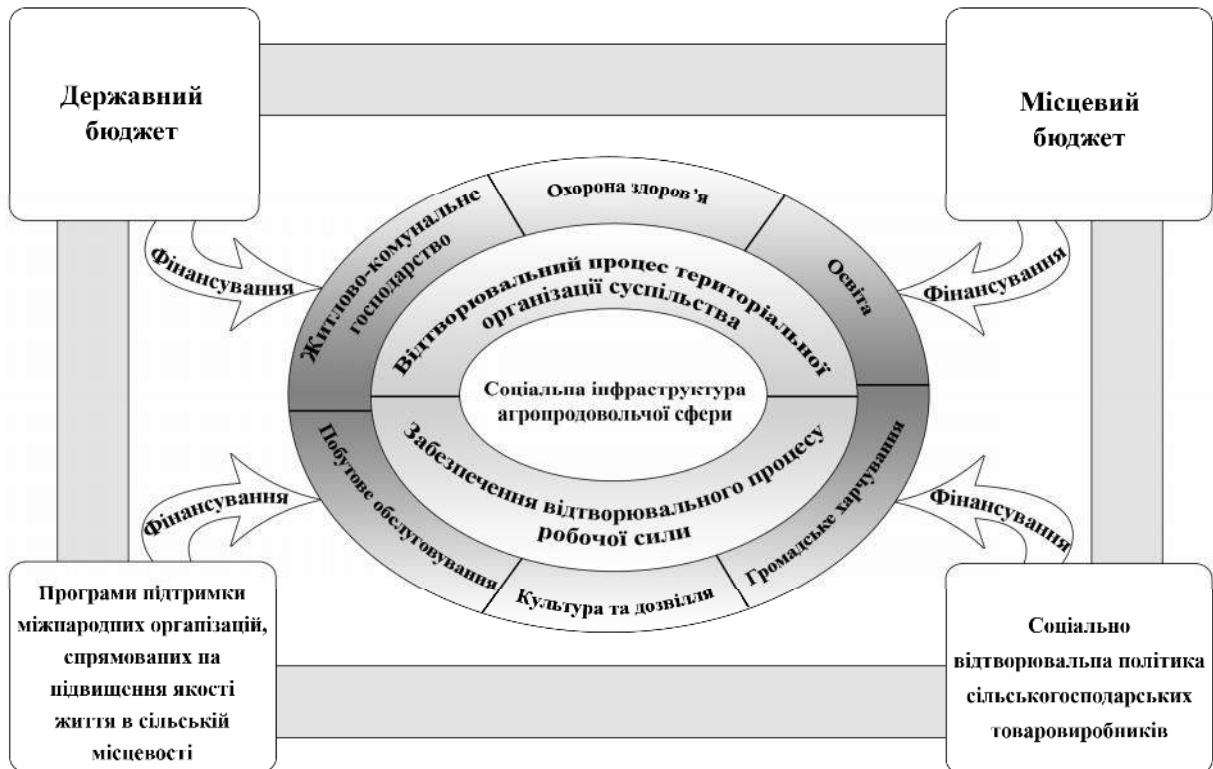 Державний
бюджет
Місцевий
бюджет
Охорона здоров’я
Житлово-комунальне
господарство
Освіта
Фінансування
Фінансування
Відтворювальний процес територіальної
організації суспільства
Соціальна інфраструктура
агропродовольчої сфери
Забезпечення відтворювального процесу
робочої сили
Побутове обслуговування
Культура та дозвілля
Громадське харчування
Фінансування
Фінансування
Програми підтримки
міжнародних організацій,
спрямованих на
підвищення якості
життя в сільській
місцевості
Соціально
відтворювальна політика
сільськогосподарських
товаровиробників